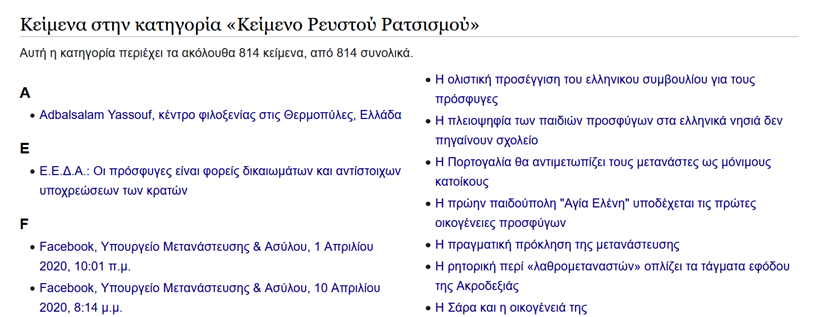 Κείμενα στην κατηγορία «Κείμενο Ρευστού Ρατσισμού»
Αυτή η κατηγορία περιέχει τα ακόλουθα 814 κείμενα, από 814 συνολικά.
A
Adbalsalam Yassouf, κέντρο φιλοξενίας στις Θερμοπύλες, Ελλάδα
E
Ε.Ε.Δ.Α.: Οι πρόσφυγες είναι φορείς δικαιωμάτων και αντίστοιχων
υποχρεώσεων των κρατών
F
Facebook, Υπουργείο Μετανάστευσης & Ασύλου, 1 Απριλίου
2020, 10:01 π.μ.
Facebook, Υπουργείο Μετανάστευσης & Ασύλου, 10 Απριλίου
2020, 8:14 μ.μ.
Η ολιστική προσέγγιση του ελληνικου συμβουλίου για τους
πρόσφυγες
Η πλειοψηφία των παιδιών προσφύγων στα ελληνικά νησιά δεν
πηγαίνουν σχολείο
Η Πορτογαλία θα αντιμετωπίζει τους μετανάστες ως μόνιμους
κατοίκους
Η πρώην παιδούπολη "Αγία Ελένη" υποδέχεται τις πρώτες
οικογένειες προσφύγων
Η πραγματική πρόκληση της μετανάστευσης
Η ρητορική περί «λαθρομεταναστών» οπλίζει τα τάγματα εφόδου
της Ακροδεξιάς
Η Σάρα και η οικογένειά της